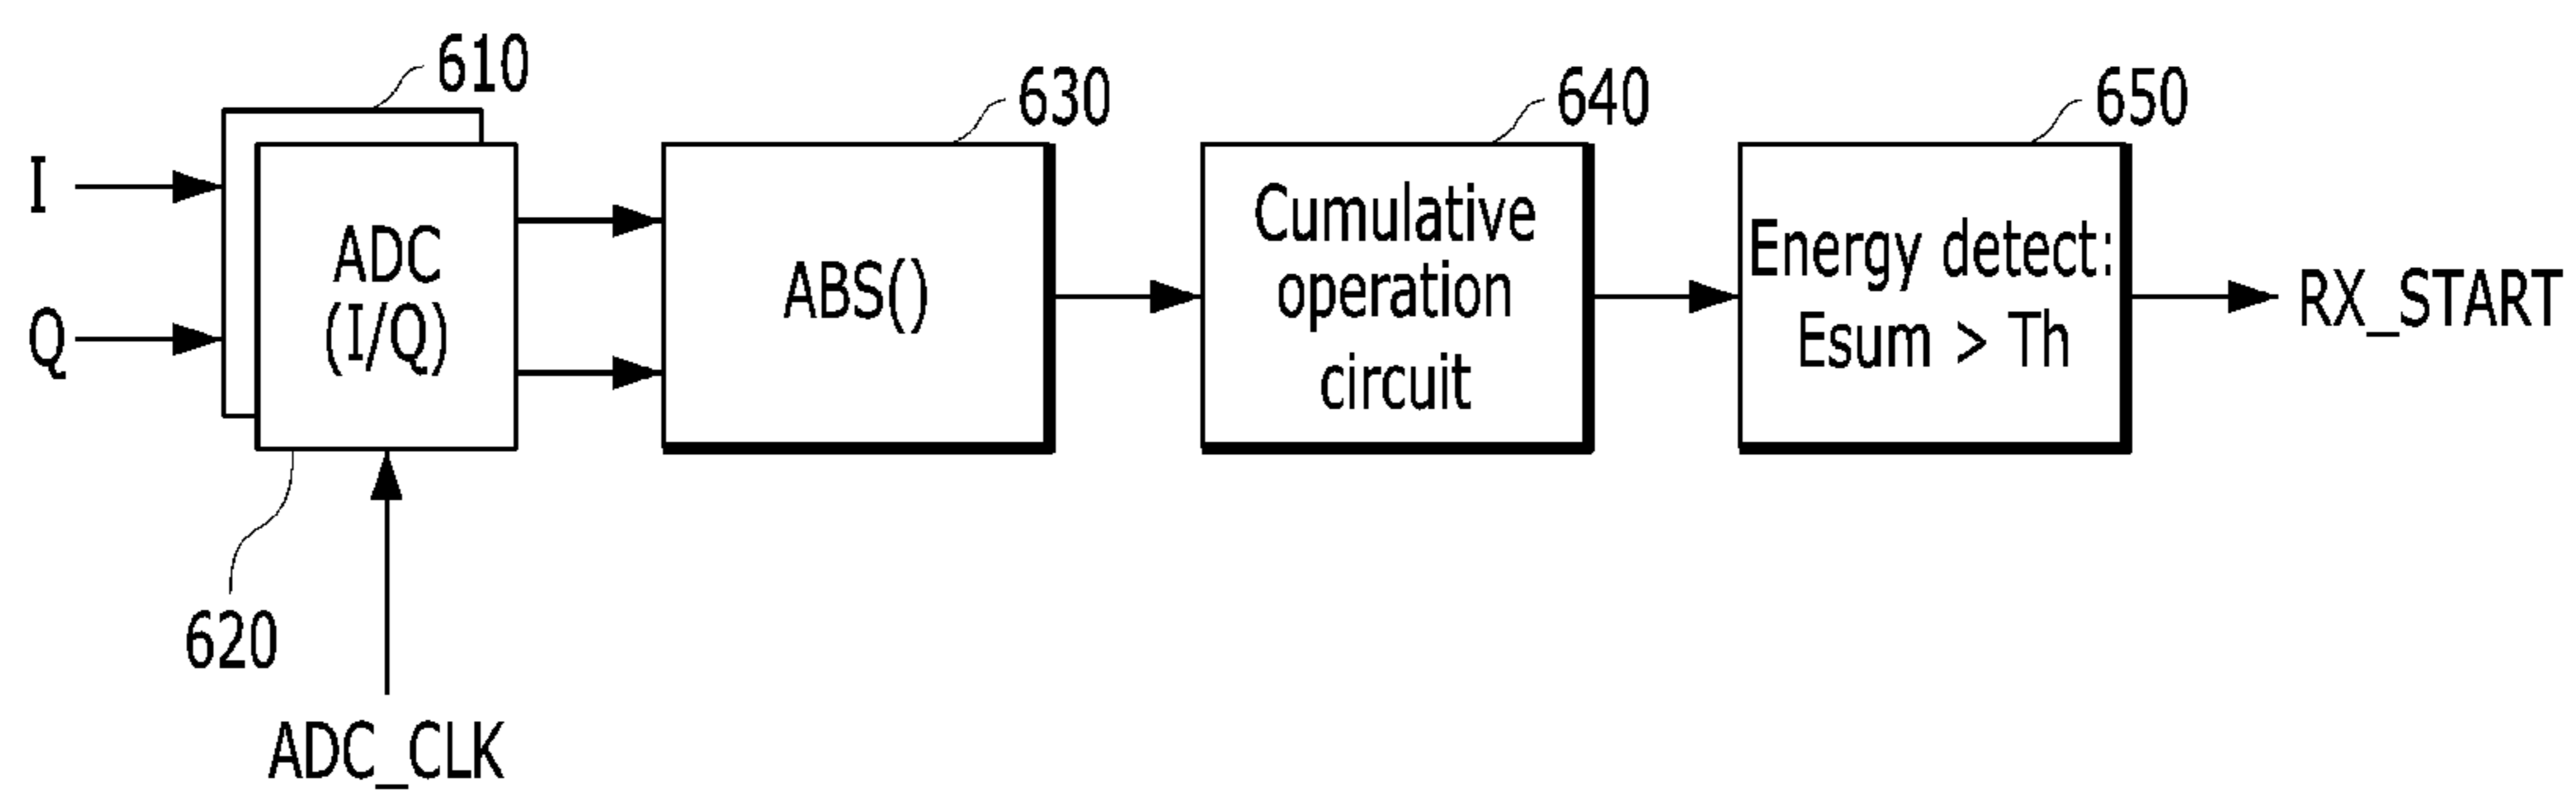 610
630
640
650
I
Q
ADC
(I/Q)
ABS()
Cumulative
operation
circuit
Energy detect:
Esum > Th
RX_START
620
ADC_CLK